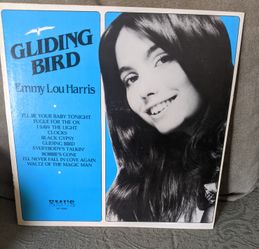 GLIDING
BIRD
Emmy Lou Harris
I'LL BE YOUR BABY TONIGHT
FUGUE FOR THE OX
I SAW THE LIGHT
CLOCKS
BLACK GYPSY
GLIDING BIRD
EVERYBODY'S TALKIN'
BOBBIE'S GONE
I'LL NEVER FALL IN LOVE AGAIN
WALTZ OF THE MAGIC MAN